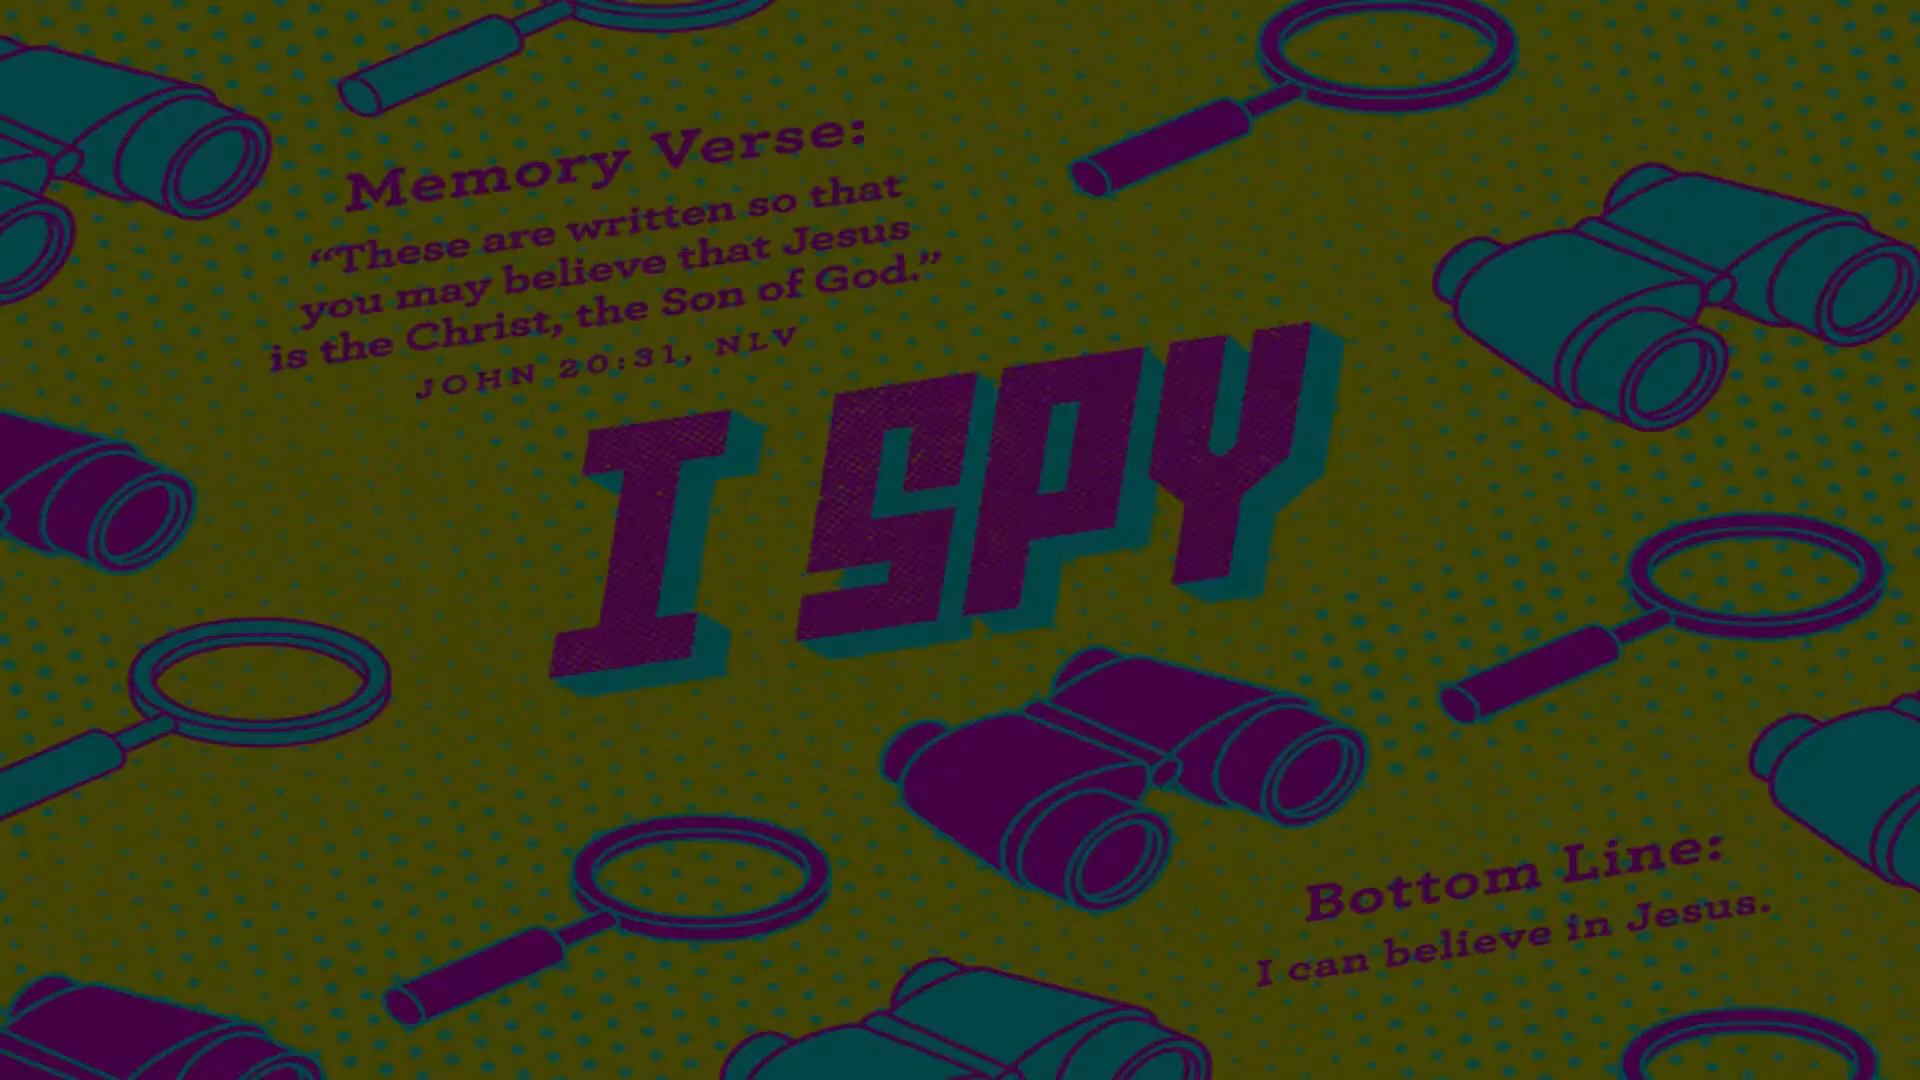 Memory Verse:
“These are written so that
you may believe that Jesus
is the Christ, the Son of God.”
JOHN 20:31, NLV
I SPY
Bottom Line:
I can believe in Jesus.